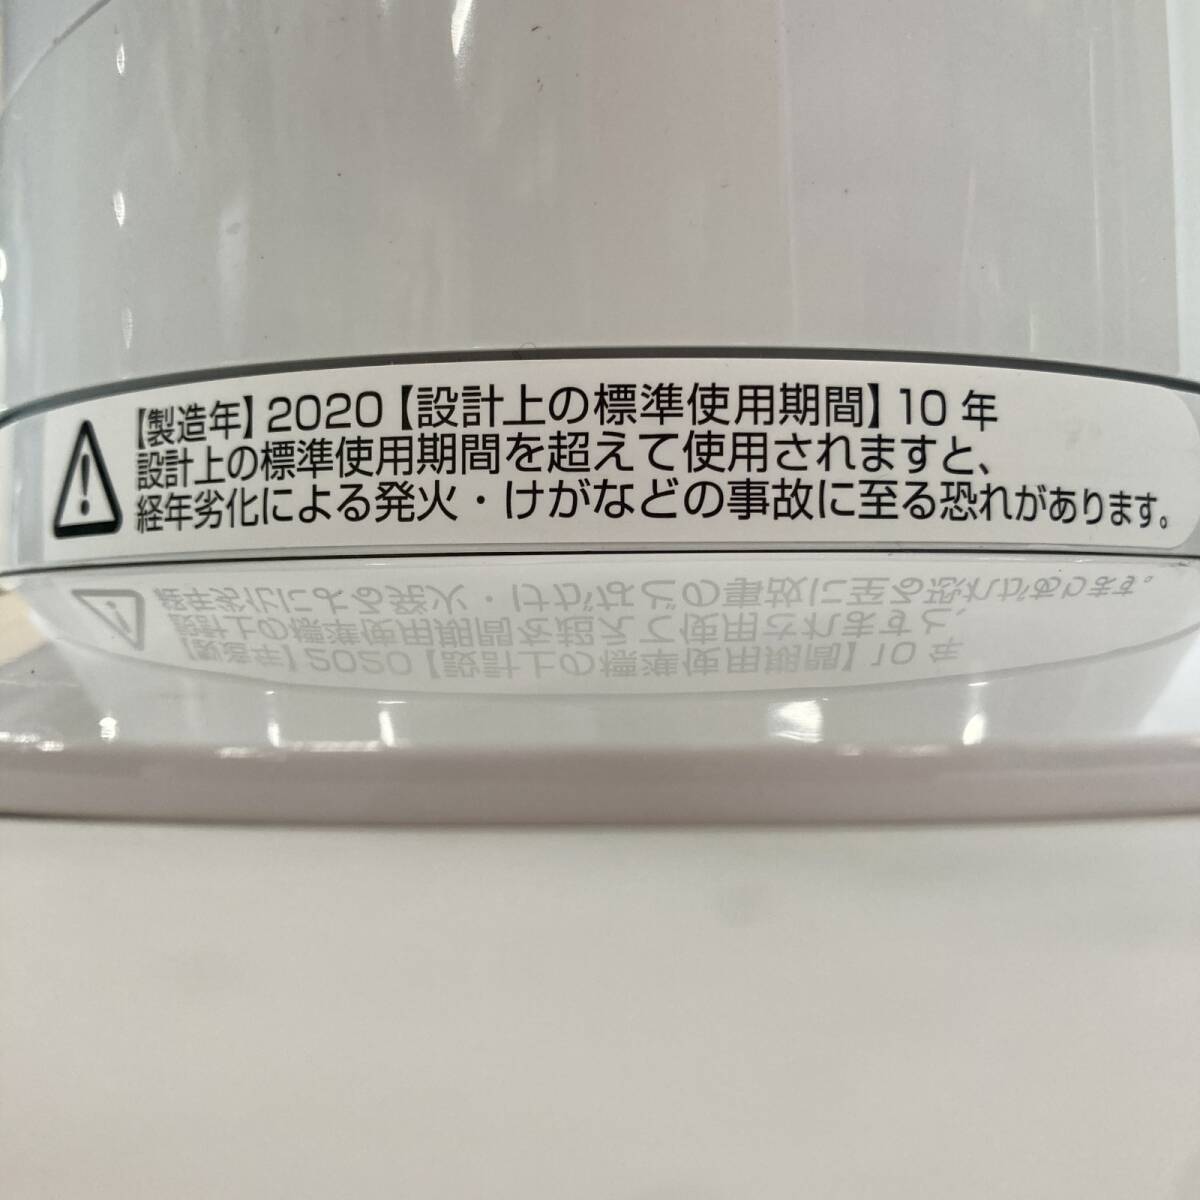 【製造年】2020【設計上の標準使用期間】10年
設計上の標準使用期間を超えて使用されますと、
経年劣化による発火・けがなどの事故に至る恐れがあります。